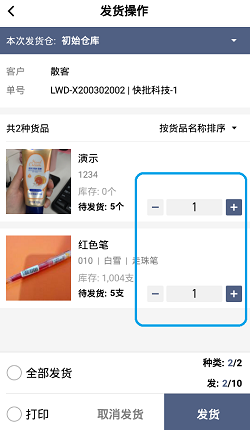 发货操作
本次发货仓: 初始仓库
客户 散客
单号 LWD-X200302002 | 快批科技-1
共2种货品 按货品名称排序
演示
1234
库存: 0个
待发货: 5个 1
红色笔
010 | 白雪 | 走珠笔
库存: 1,004支
待发货: 5支 1
全部发货 种类: 2/2
发: 2/10
打印 取消发货 发货